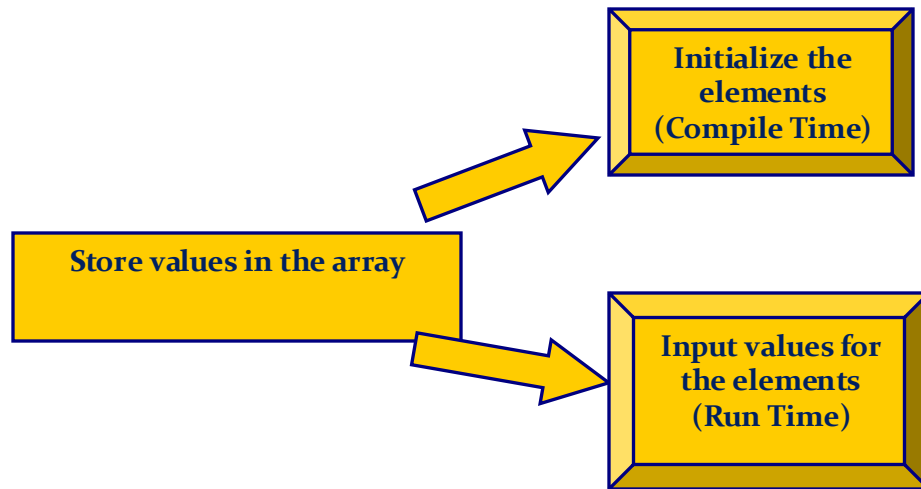 Initialize the
elements
(Compile Time)
Store values in the array
Input values for
the elements
(Run Time)